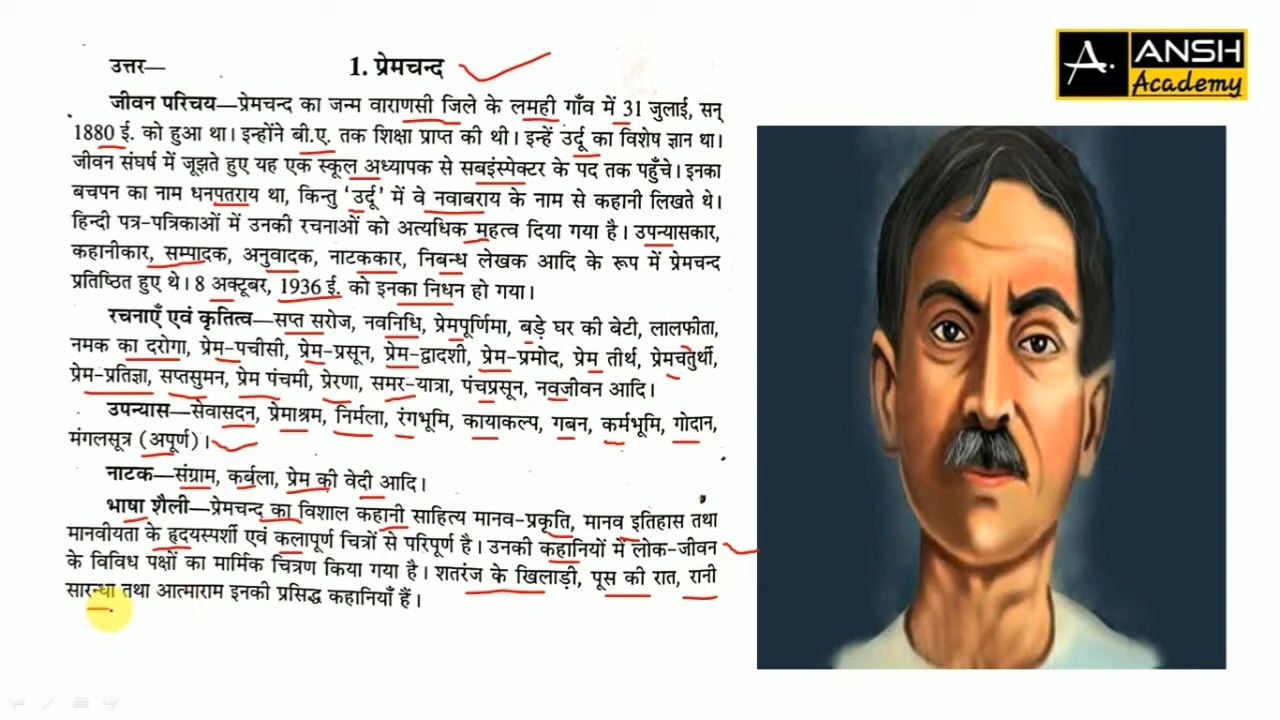 उत्तर—
1. प्रेमचन्द
ANSH
Academy
A.
जीवन परिचय—प्रेमचन्द का जन्म वाराणसी जिले के लमही गाँव में 31 जुलाई, सन्
1880 ई. को हुआ था। इन्होंने बी.ए. तक शिक्षा प्राप्त की थी। इन्हें उर्दू का विशेष ज्ञान था।
जीवन संघर्ष में जूझते हुए यह एक स्कूल अध्यापक से सबइंस्पेक्टर के पद तक पहुँचे। इनका
बचपन का नाम धनपतराय था, किन्तु ‘उर्दू’ में वे नवाबराय के नाम से कहानी लिखते थे।
हिन्दी पत्र-पत्रिकाओं में उनकी रचनाओं को अत्यधिक महत्व दिया गया है। उपन्यासकार,
कहानीकार, सम्पादक, अनुवादक, नाटककार, निबन्ध लेखक आदि के रूप में प्रेमचन्द
प्रतिष्ठित हुए थे। 8 अक्टूबर, 1936 ई. को इनका निधन हो गया।
रचनाएँ एवं कृतित्व—सप्त सरोज, नवनिधि, प्रेमपूर्णिमा, बड़े घर की बेटी, लालफीता,
नमक का दरोगा, प्रेम-पचीसी, प्रेम-प्रसून, प्रेम-द्वादशी, प्रेम-प्रमोद, प्रेम तीर्थ, प्रेमचतुर्थी,
प्रेम-प्रतिज्ञा, सप्तसुमन, प्रेम पंचमी, प्रेरणा, समर-यात्रा, पंचप्रसून, नवजीवन आदि।
उपन्यास—सेवासदन, प्रेमाश्रम, निर्मला, रंगभूमि, कायाकल्प, गबन, कर्मभूमि, गोदान,
मंगलसूत्र (अपूर्ण)।
नाटक—संग्राम, कर्बला, प्रेम की वेदी आदि।
भाषा शैली—प्रेमचन्द का विशाल कहानी साहित्य मानव-प्रकृति, मानव इतिहास तथा
मानवीयता के हृदयस्पर्शी एवं कलापूर्ण चित्रों से परिपूर्ण है। उनकी कहानियों में लोक-जीवन
के विविध पक्षों का मार्मिक चित्रण किया गया है। शतरंज के खिलाड़ी, पूस की रात, रानी
सारन्धा तथा आत्माराम इनकी प्रसिद्ध कहानियाँ हैं।